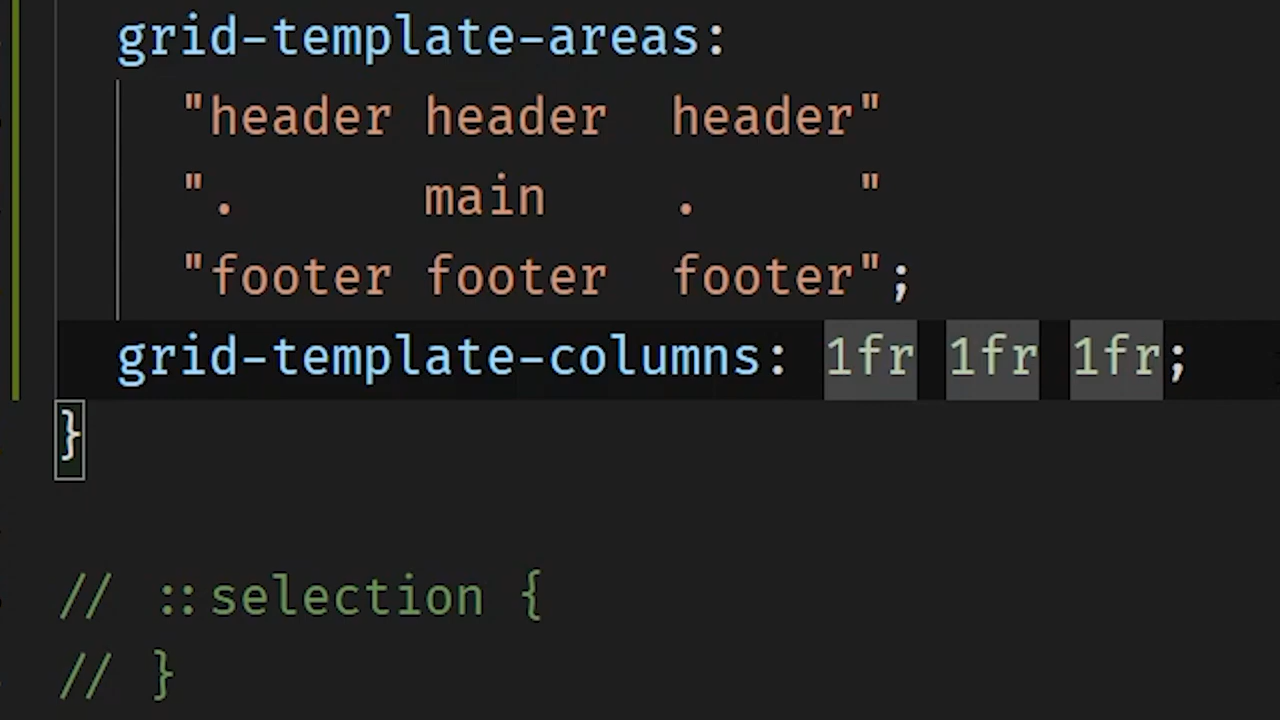 grid-template-areas:
"header header  header"
".      main    .     "
"footer footer  footer";
grid-template-columns: 1fr 1fr 1fr;
}
// ::selection {
// }